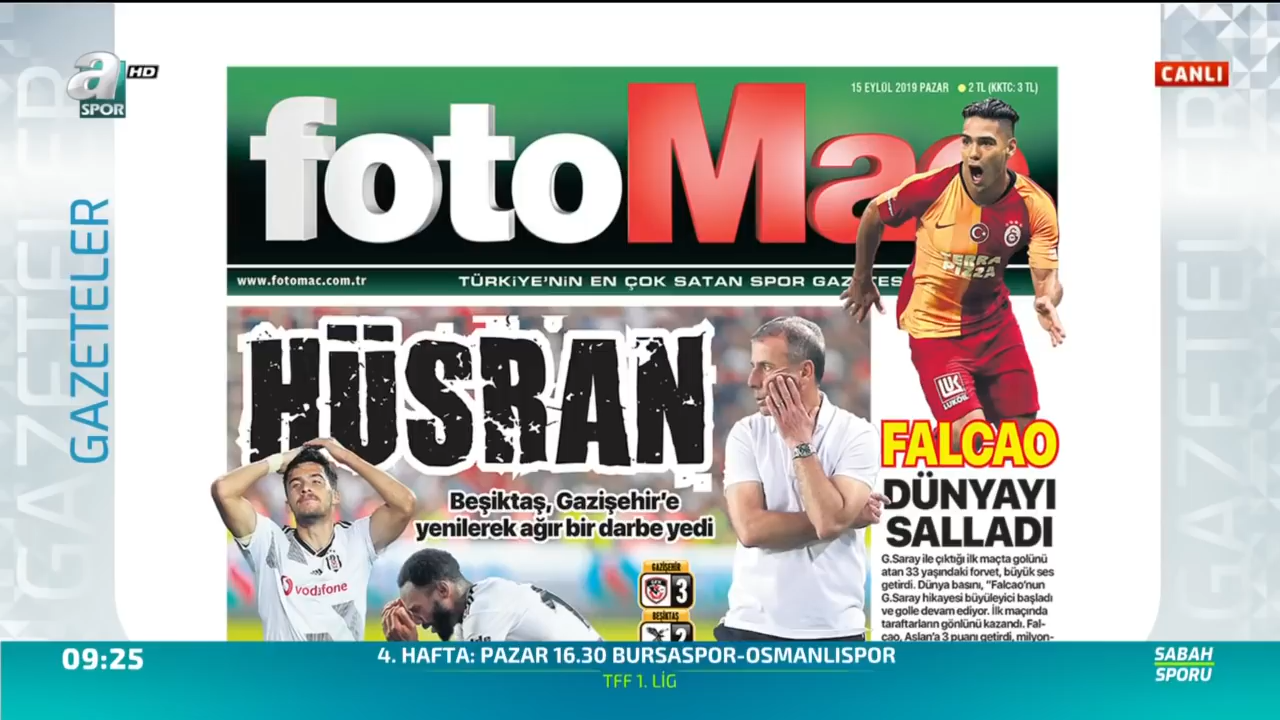 a
SPOR
HD
CANLI
GAZETELER
GAZETELER
GAZETELER
15 EYLÜL 2019 PAZAR 2 TL (KKTC: 3 TL)
fotoMa
www.fotomac.com.tr
TÜRKİYE'NİN EN ÇOK SATAN SPOR
TERRA
PIZZA
LUKOIL
HÜSRAN
Beşiktaş, Gazişehir'e
yenilerek ağır bir darbe yedi
vodafone
GAZİŞEHİR
3
BEŞİKTAŞ
2
FALCAO
DÜNYAYI
SALLADI
G.Saray ile çıktığı ilk maçta golünü
atan 33 yaşındaki forvet, büyük ses
getirdi. Dünya basını, "Falcao'nun
G.Saray hikayesi büyüleyici başladı
ve golle devam ediyor. İlk maçında
taraftarların gönlünü kazandı. Fal-
cao, Aslan'a 3 puanı getirdi, milyon-
09:25
4. HAFTA: PAZAR 16.30 BURSASPOR-OSMANLISPOR
TFF 1. LİG
SABAH
SPORU